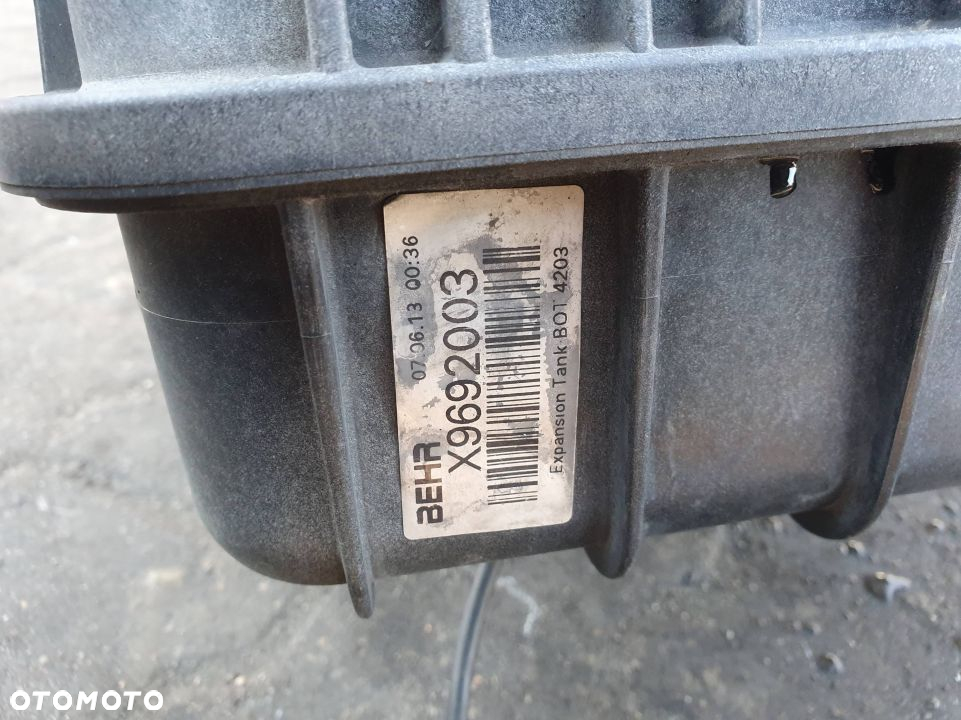 07.06.13 00:36
BEHR X9692003
Expansion Tank-BOT 4203
OTOMOTO